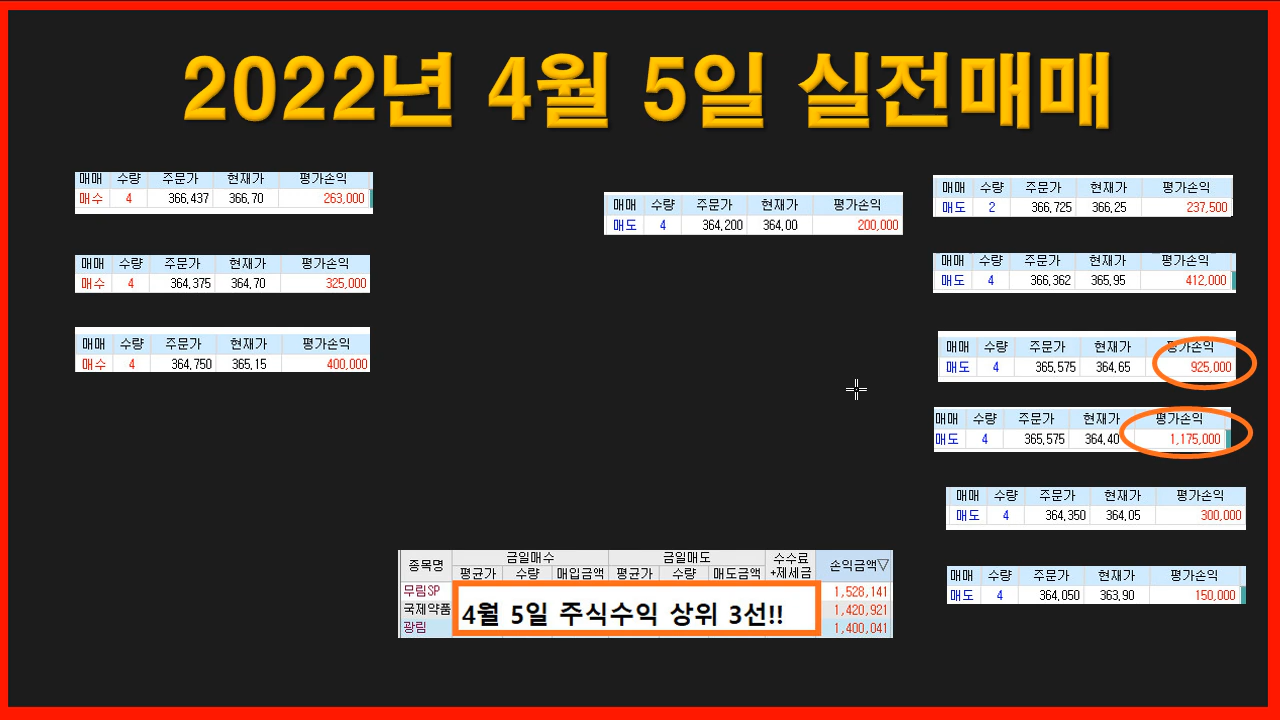 2022년 4월 5일 실전매매
매매 수량 주문가 현재가 평가손익
매수 4 366,437 366,70 263,000
매매 수량 주문가 현재가 평가손익
매수 4 364,375 364,70 325,000
매매 수량 주문가 현재가 평가손익
매수 4 364,750 365,15 400,000
매매 수량 주문가 현재가 평가손익
매도 4 364,200 364,00 200,000
매매 수량 주문가 현재가 평가손익
매도 2 366,725 366,25 237,500
매매 수량 주문가 현재가 평가손익
매도 4 366,362 365,95 412,000
매매 수량 주문가 현재가 평가손익
매도 4 365,575 364,65 925,000
매매 수량 주문가 현재가 평가손익
매도 4 365,575 364,40 1,175,000
매매 수량 주문가 현재가 평가손익
매도 4 364,350 364,05 300,000
매매 수량 주문가 현재가 평가손익
매도 4 364,050 363,90 150,000
종목명 금일매수 금일매도 수수료 +제세금 손익금액▽
평균가 수량 매입금액 평균가 수량 매도금액
무림SP 1,528,141
국제약품 1,420,921
광림 1,400,041
4월 5일 주식수익 상위 3선!!